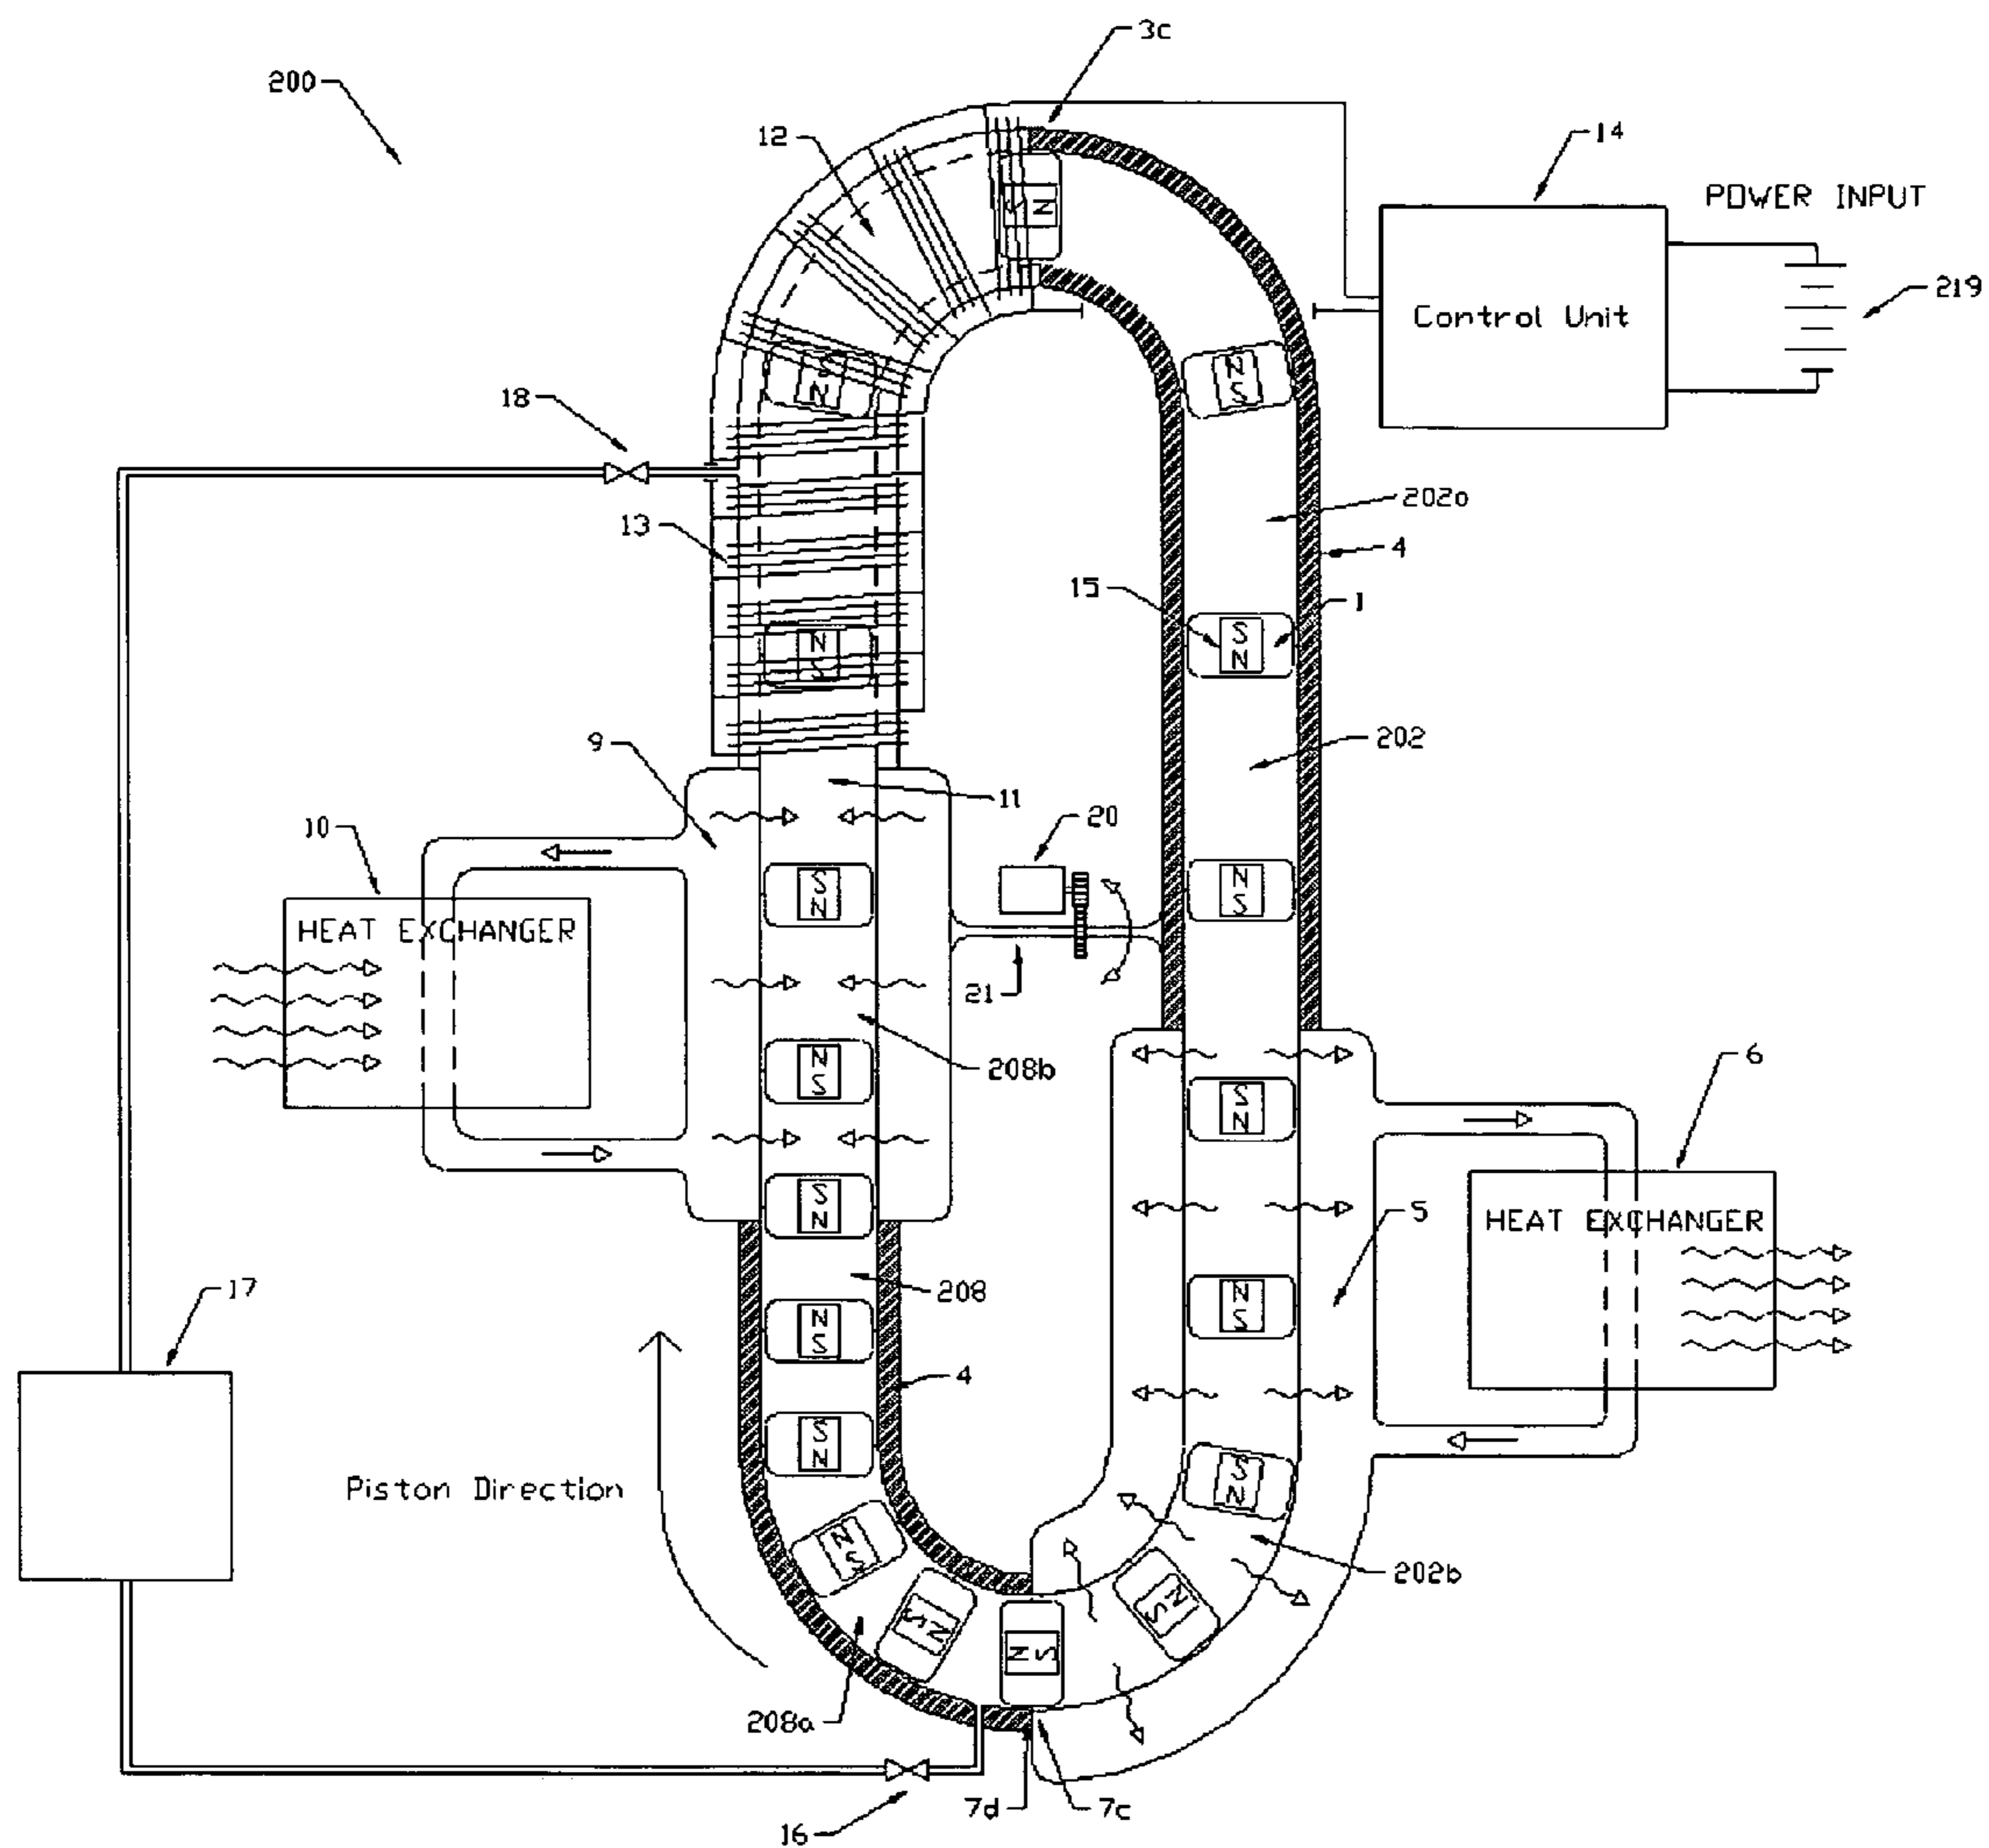 3c
200
12
14
POWER INPUT
S N
Control Unit
219
S N
N S
18
202a
13
4
15
1
N S
S N
9
202
11
10
20
S N
N S
HEAT EXCHANGER
21
N S
208b
S N
6
S N
5
HEAT EXCHANGER
17
208
N S
N S
4
S N
S N
Piston Direction
N S
N S
202b
S N
N S
208a
7d
7c
16